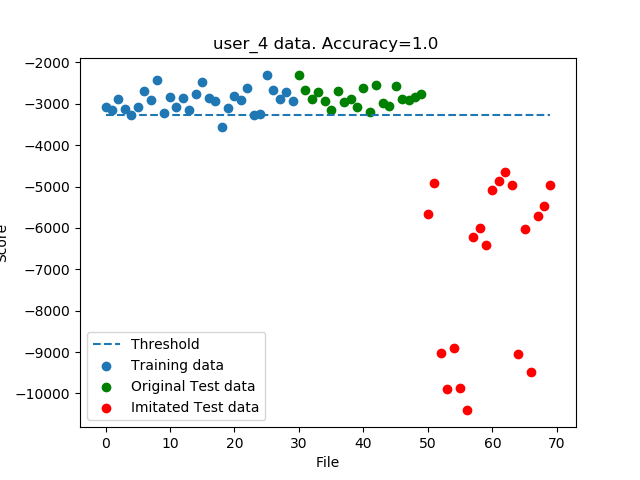 user_4 data. Accuracy=1.0
−2000
−3000
−4000
−5000
−6000
−7000
−8000
−9000
−10000
Score
Threshold
Training data
Original Test data
Imitated Test data
0 10 20 30 40 50 60 70
File